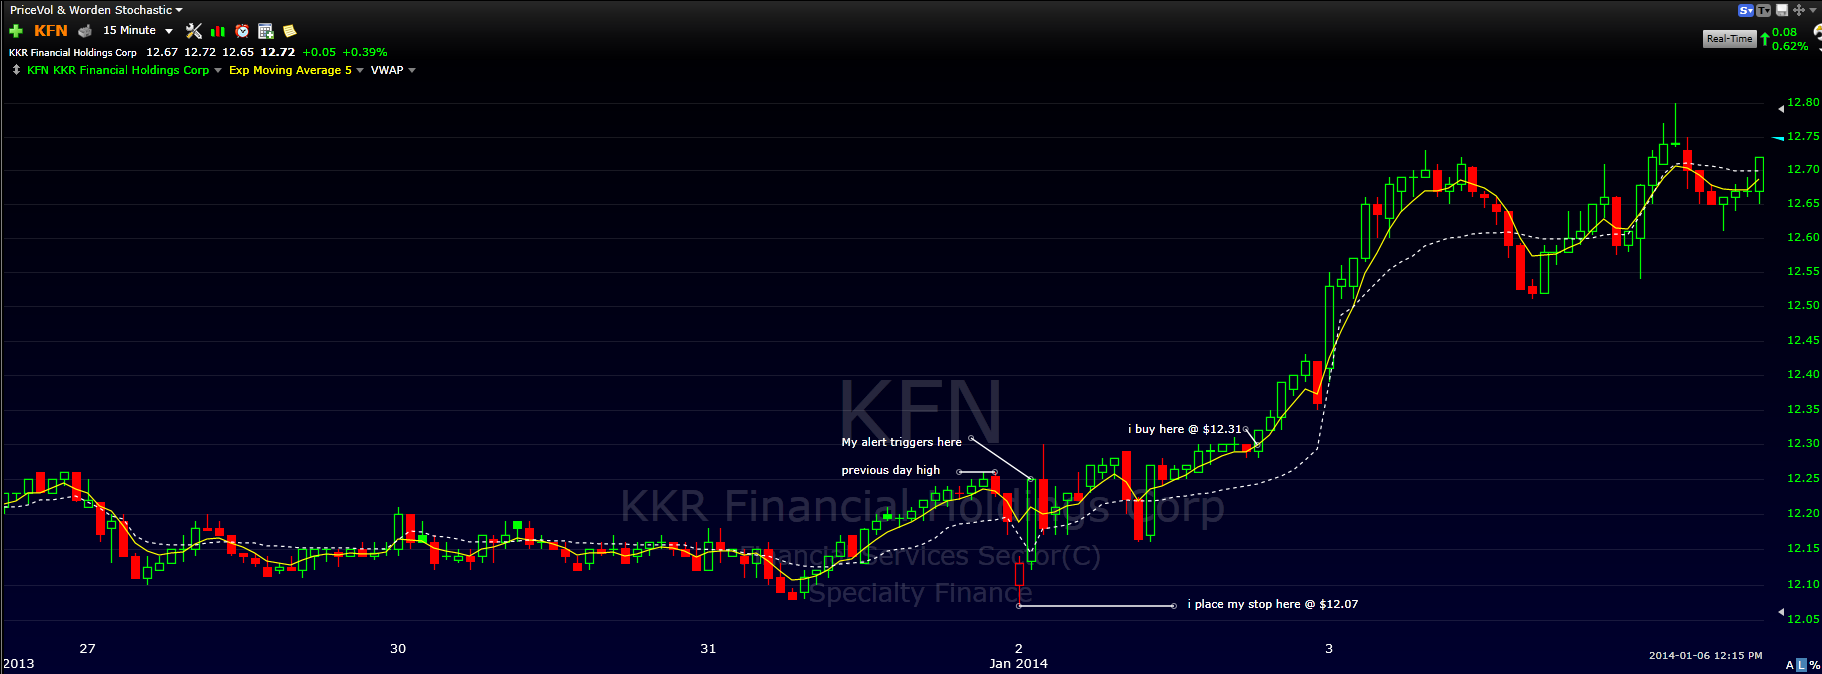 PriceVol & Worden Stochastic
S T
KFN 15 Minute
KKR Financial Holdings Corp 12.67 12.72 12.65 12.72 +0.05 +0.39%
Real-Time 0.08
0.62%
KFN KKR Financial Holdings Corp Exp Moving Average 5 VWAP
12.80
12.75
12.70
12.65
12.60
12.55
12.50
12.45
12.40
12.35
KFN
i buy here @ $12.31
My alert triggers here
12.30
previous day high
12.25
KKR Financial Holdings Corp
12.20
Financial Services Sector(C)
12.15
Specialty Finance
12.10
i place my stop here @ $12.07
12.05
27 30 31 2 3
2013 Jan 2014 2014-01-06 12:15 PM
A L %